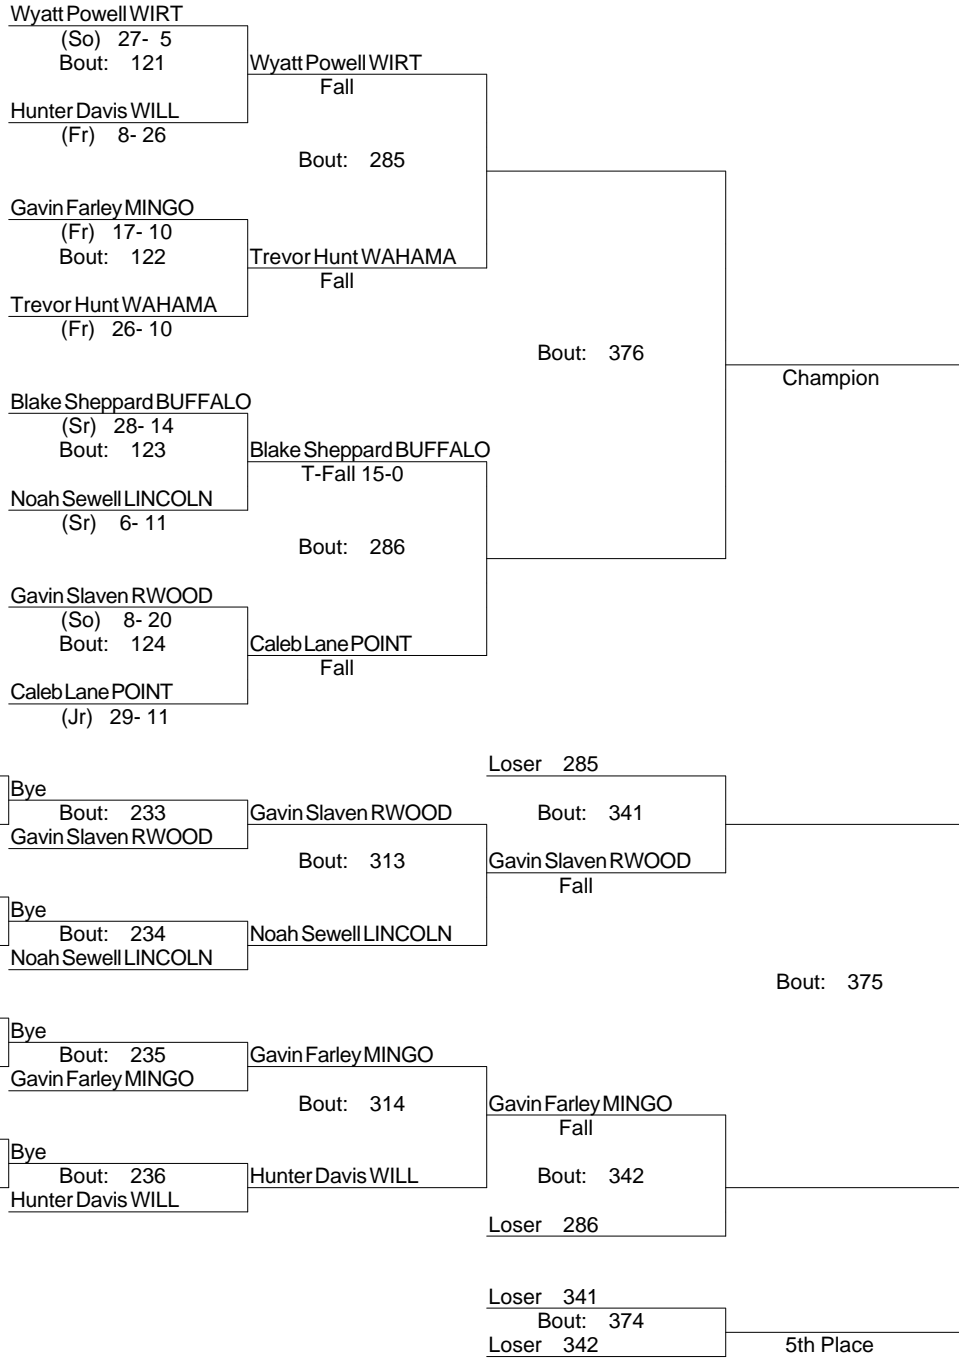 Wyatt Powell WIRT
(So) 27- 5
Bout: 121
Wyatt Powell WIRT
Fall
Hunter Davis WILL
(Fr) 8- 26
Bout: 285
Gavin Farley MINGO
(Fr) 17- 10
Bout: 122
Trevor Hunt WAHAMA
Fall
Trevor Hunt WAHAMA
(Fr) 26- 10
Bout: 376
Champion
Blake Sheppard BUFFALO
(Sr) 28- 14
Bout: 123
Blake Sheppard BUFFALO
T-Fall 15-0
Noah Sewell LINCOLN
(Sr) 6- 11
Bout: 286
Gavin Slaven RWOOD
(So) 8- 20
Bout: 124
Caleb Lane POINT
Fall
Caleb Lane POINT
(Jr) 29- 11
Loser 285
Bye
Bout: 233
Gavin Slaven RWOOD
Bout: 341
Gavin Slaven RWOOD
Bout: 313
Gavin Slaven RWOOD
Fall
Bye
Bout: 234
Noah Sewell LINCOLN
Noah Sewell LINCOLN
Bout: 375
Bye
Bout: 235
Gavin Farley MINGO
Gavin Farley MINGO
Bout: 314
Gavin Farley MINGO
Fall
Bye
Bout: 236
Hunter Davis WILL
Bout: 342
Hunter Davis WILL
Loser 286
Loser 341
Bout: 374
Loser 342
5th Place